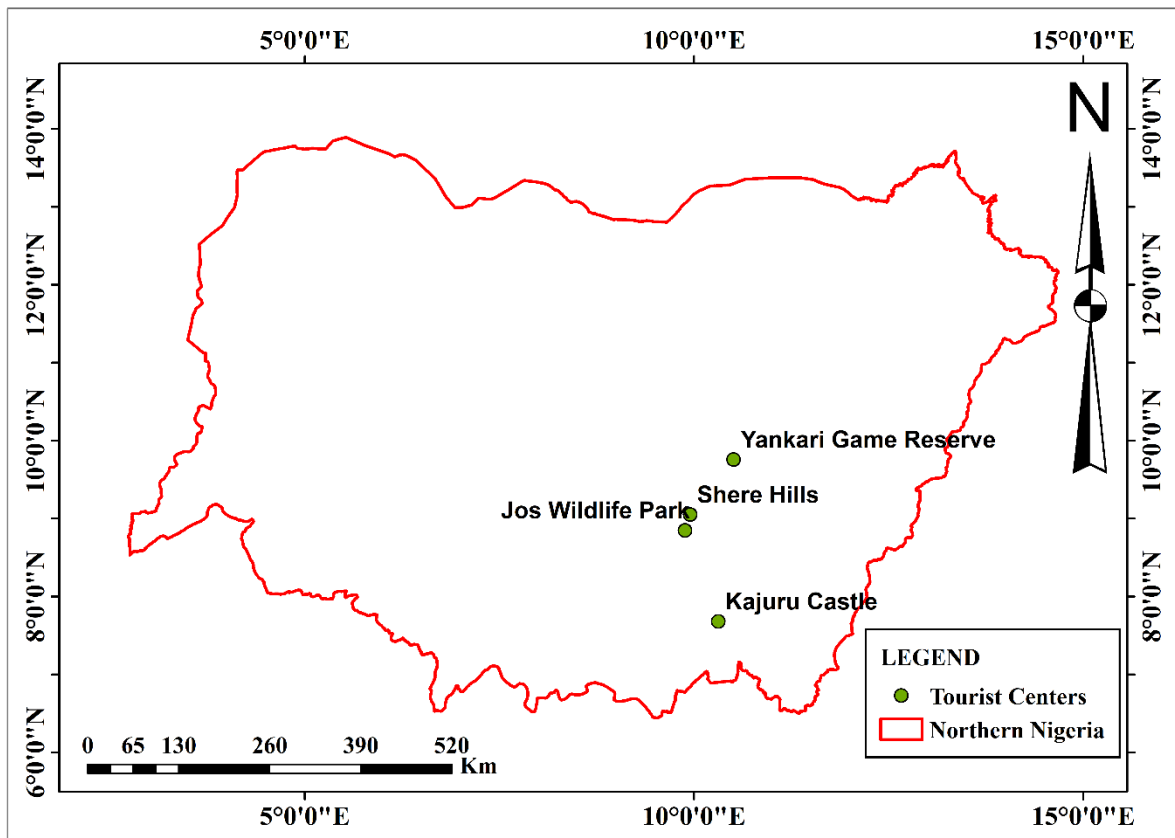 5°0'0"E 10°0'0"E 15°0'0"E
14°0'0"N
12°0'0"N
10°0'0"N
8°0'0"N
6°0'0"N
N
14°0'0"N
12°0'0"N
10°0'0"N
8°0'0"N
6°0'0"N
Yankari Game Reserve
Shere Hills
Jos Wildlife Park
Kajuru Castle
LEGEND
Tourist Centers
Northern Nigeria
0 65 130 260 390 520
Km
5°0'0"E 10°0'0"E 15°0'0"E